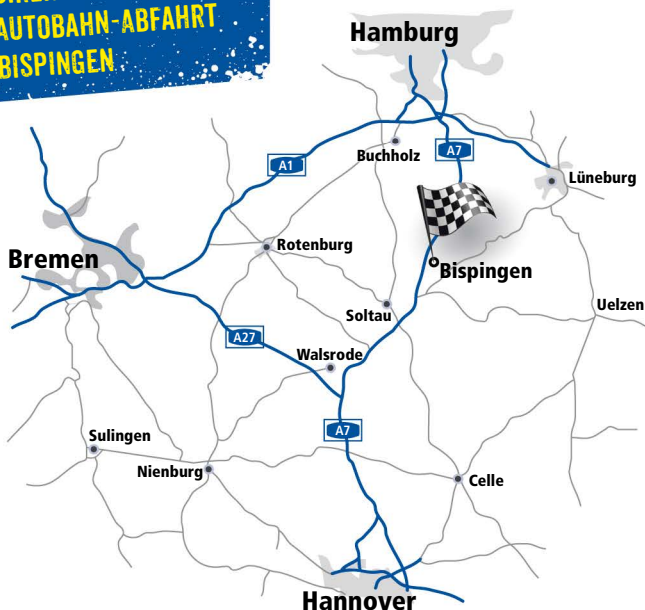 AUTOBAHN-ABFAHRT
BISPINGEN
Hamburg
Buchholz
A7
A1
Lüneburg
Rotenburg
Bremen
Bispingen
Soltau
Uelzen
A27
Walsrode
A7
Sulingen
Nienburg
Celle
Hannover